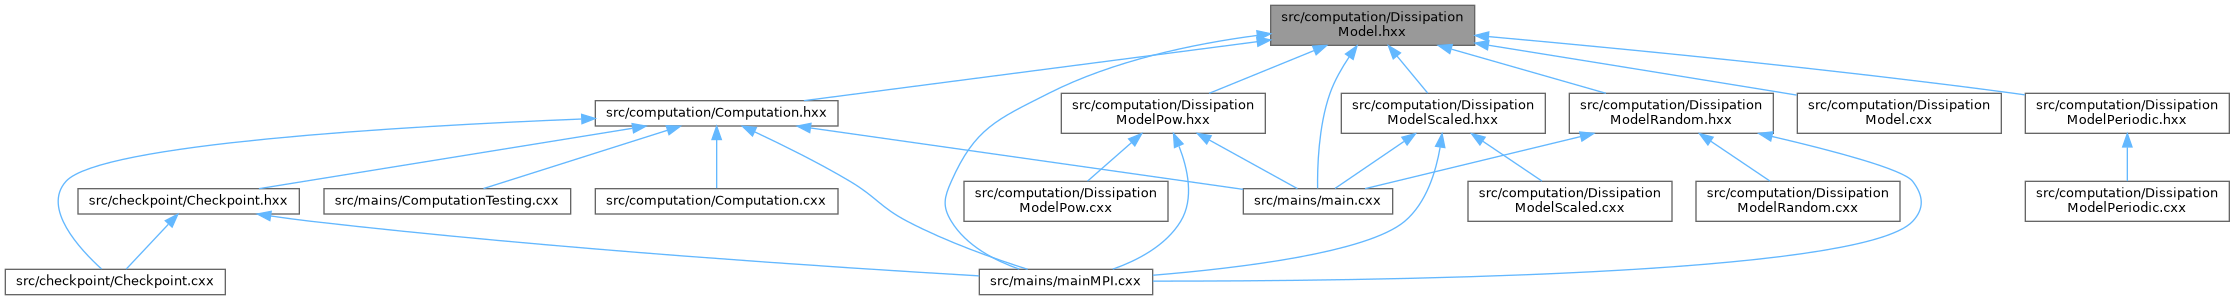 src/computation/Dissipation
Model.hxx
src/computation/Computation.hxx
src/computation/Dissipation
ModelPow.hxx
src/computation/Dissipation
ModelScaled.hxx
src/computation/Dissipation
ModelRandom.hxx
src/computation/Dissipation
Model.cxx
src/computation/Dissipation
ModelPeriodic.hxx
src/checkpoint/Checkpoint.hxx
src/mains/ComputationTesting.cxx
src/computation/Computation.cxx
src/computation/Dissipation
ModelPow.cxx
src/mains/main.cxx
src/computation/Dissipation
ModelScaled.cxx
src/computation/Dissipation
ModelRandom.cxx
src/computation/Dissipation
ModelPeriodic.cxx
src/checkpoint/Checkpoint.cxx
src/mains/mainMPI.cxx